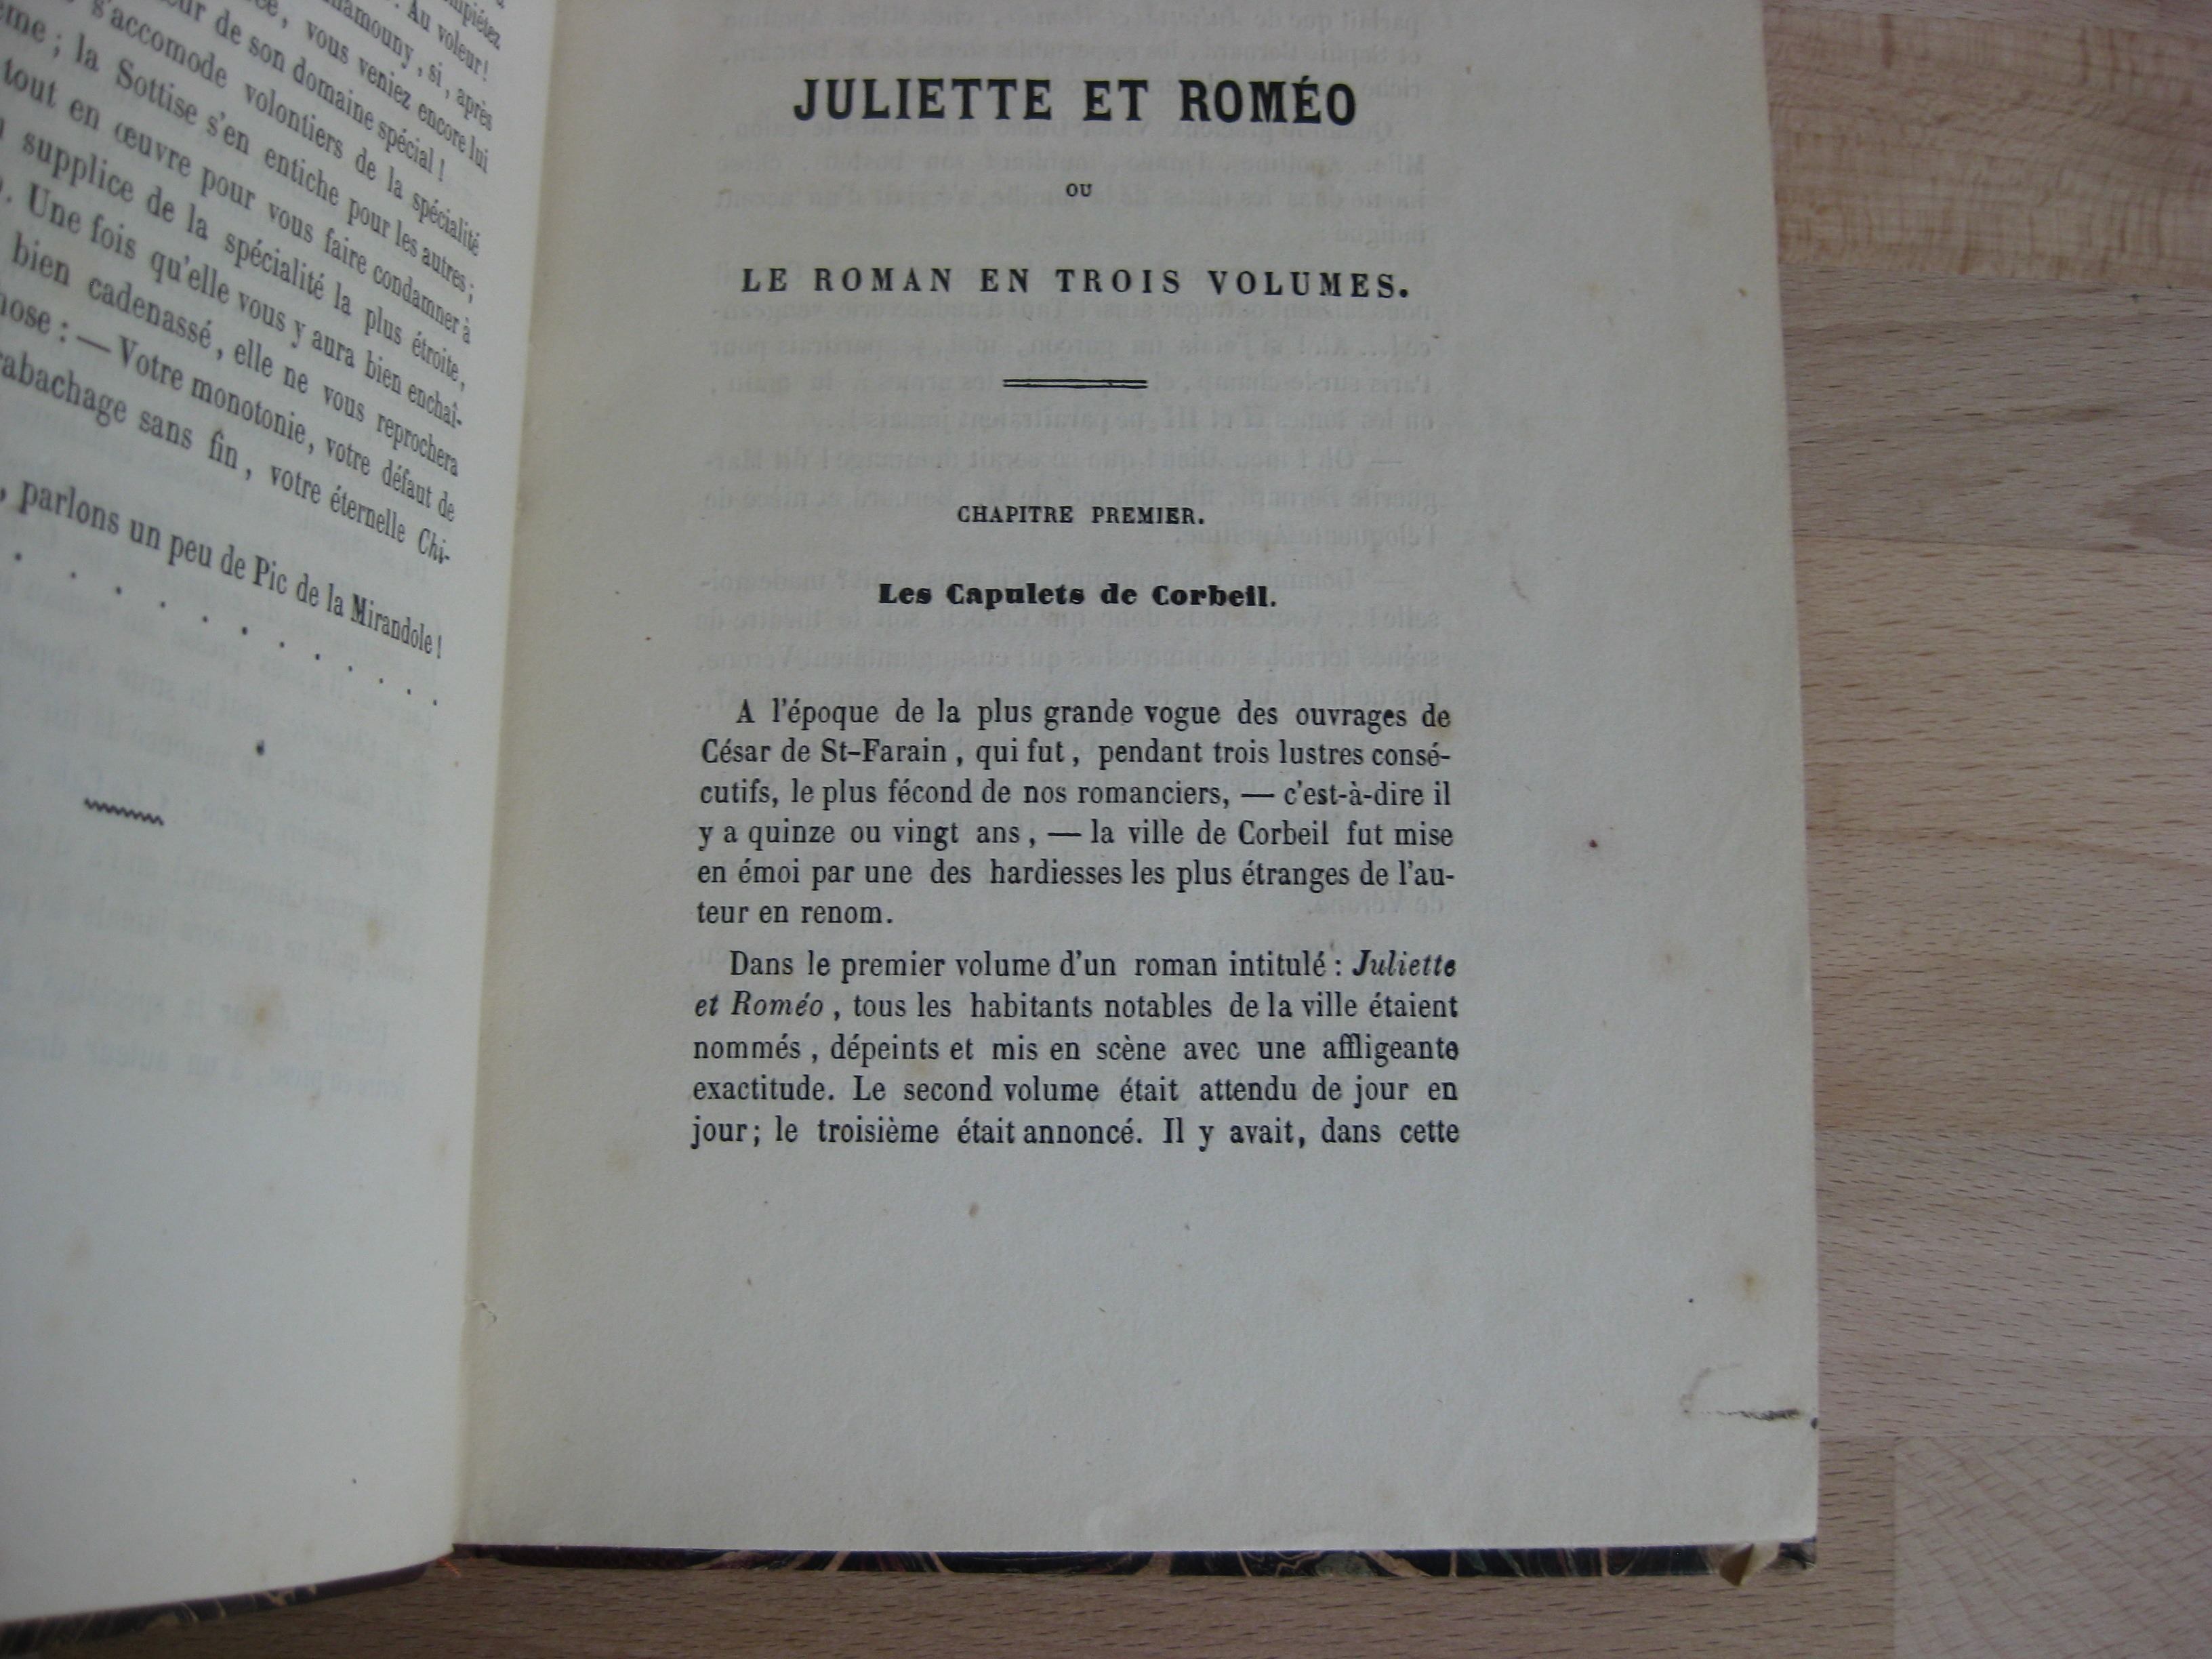 vous veniez encore lui
de son domaine spécial !
s'accomode volontiers de la spécialité
; la Sottise s'en entiche pour les autres ;
tout en œuvre pour vous faire condamner à
supplice de la spécialité la plus étroite,
. Une fois qu'elle vous y aura bien enchaî-
bien cadenassé, elle ne vous reprochera
: — Votre monotonie, votre défaut de
sans fin, votre éternelle Chi-
, parlons un peu de Pic de la Mirandole !
JULIETTE ET ROMÉO
OU
LE ROMAN EN TROIS VOLUMES.
CHAPITRE PREMIER.
Les Capulets de Corbeil.
A l'époque de la plus grande vogue des ouvrages de
César de St-Farain, qui fut, pendant trois lustres consé-
cutifs, le plus fécond de nos romanciers, — c'est-à-dire il
y a quinze ou vingt ans, — la ville de Corbeil fut mise
en émoi par une des hardiesses les plus étranges de l'au-
teur en renom.
Dans le premier volume d'un roman intitulé : Juliette
et Roméo, tous les habitants notables de la ville étaient
nommés, dépeints et mis en scène avec une affligeante
exactitude. Le second volume était attendu de jour en
jour; le troisième était annoncé. Il y avait, dans cette